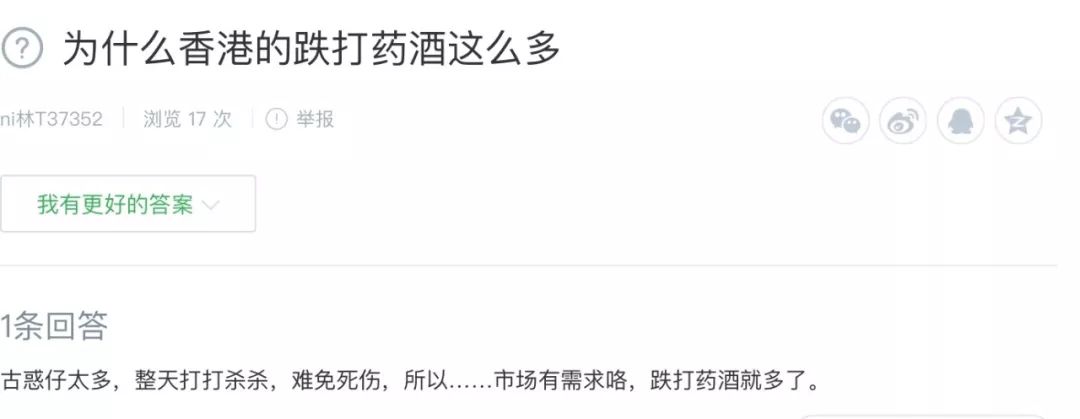 为什么香港的跌打药酒这么多
ni林T37352 浏览 17 次 举报
我有更好的答案
1条回答
古惑仔太多，整天打打杀杀，难免死伤，所以……市场有需求咯，跌打药酒就多了。